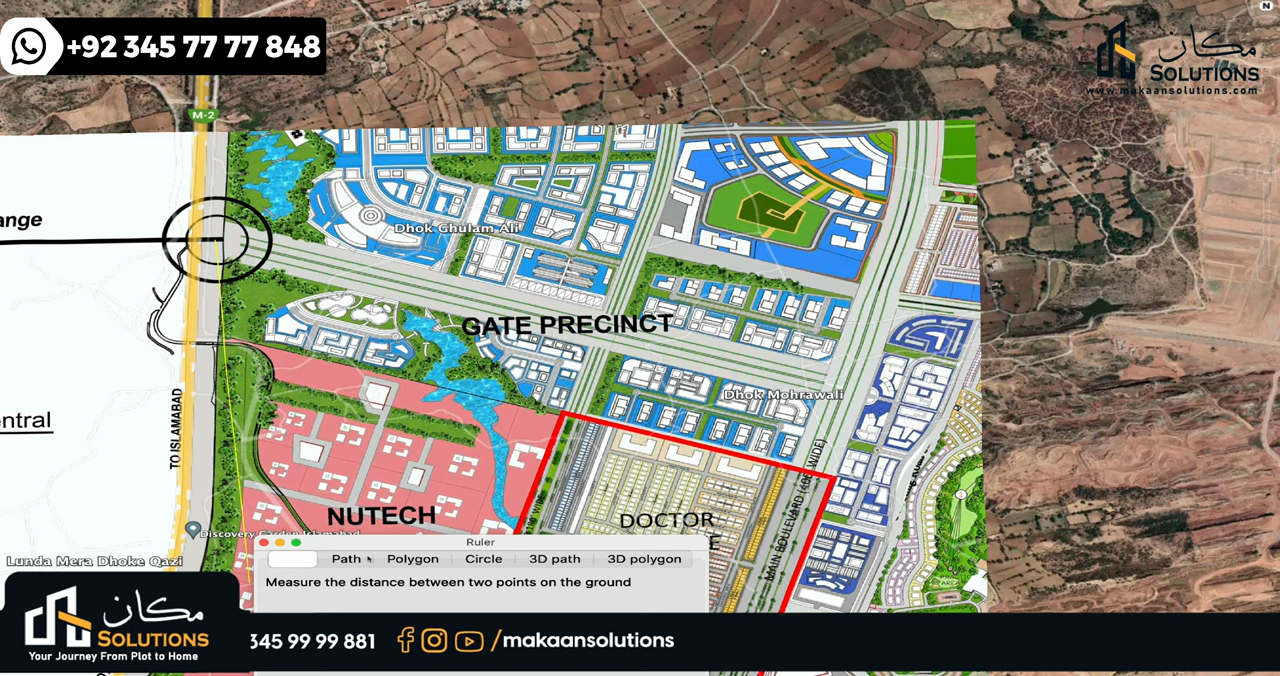 +92 345 77 77 848
N
مکان
SOLUTIONS
www.makaansolutions.com
M-2
ange
Dhok Ghulam Ali
GATE PRECINCT
Dhok Mohrawali
entral
TO ISLAMABAD
NUTECH
DOCTOR
MAIN BOULEVARD
WIDE)
Discovery Garden Islamabad
Lunda Mera Dhoke Qazi
Ruler
Path
Polygon
Circle
3D path
3D polygon
Measure the distance between two points on the ground
مکان
SOLUTIONS
Your Journey From Plot to Home
345 99 99 881
/makaansolutions